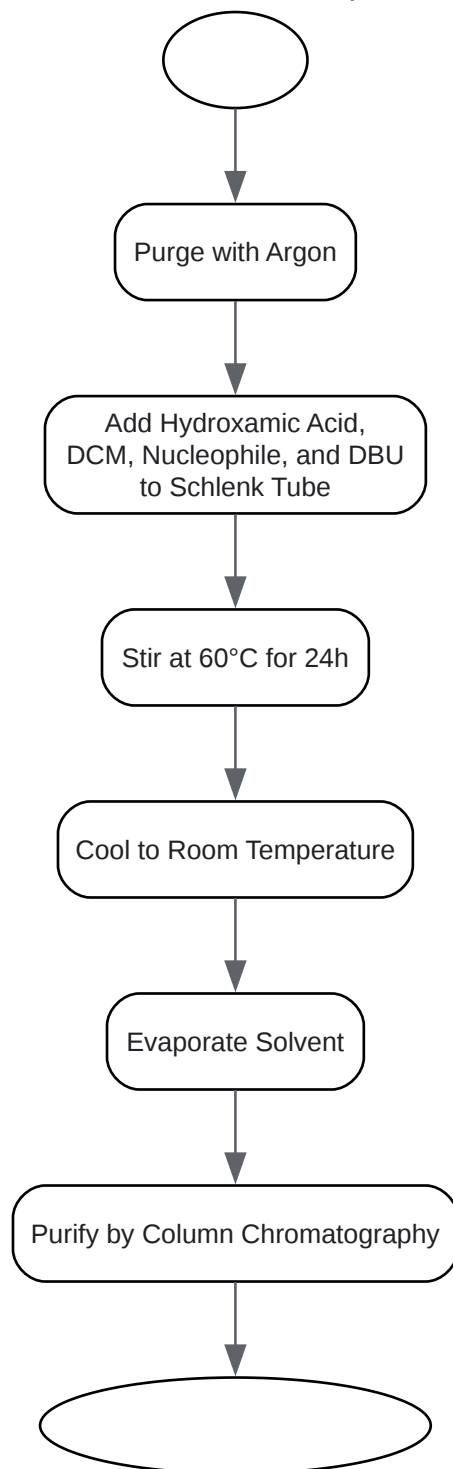 Purge with Argon
Add Hydroxamic Acid,
DCM, Nucleophile, and DBU
to Schlenk Tube
Stir at 60°C for 24h
Cool to Room Temperature
Evaporate Solvent
Purify by Column Chromatography